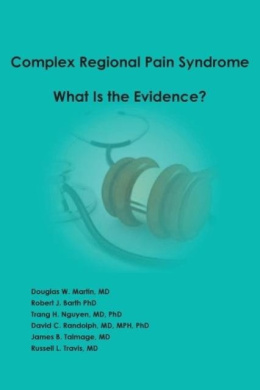 Complex Regional Pain Syndrome
What Is the Evidence?
Douglas W. Martin, MD
Robert J. Barth PhD
Trang H. Nguyen, MD, PhD
David C. Randolph, MD, MPH, PhD
James B. Talmage, MD
Russell L. Travis, MD